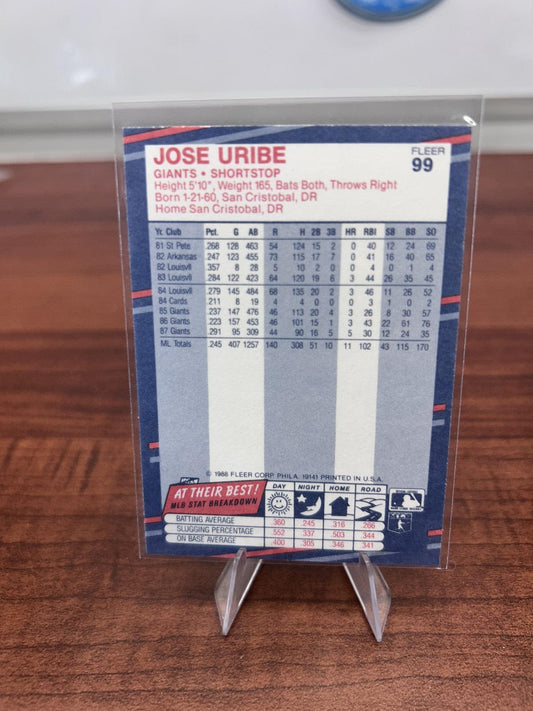 JOSE URIBE
FLEER
99
GIANTS • SHORTSTOP
Height 5'10", Weight 165, Bats Both, Throws Right
Born 1-21-60, San Cristobal, DR
Home San Cristobal, DR
Yr. Club Pct. G AB R H 2B 3B HR RBI SB BB SO
81 St Pete 268 128 463 54 124 15 2 0 40 12 24 69
82 Arkansas 247 123 455 73 115 17 7 0 41 16 40 65
82 Louisvll 357 8 28 5 10 2 0 0 4 0 2 4
83 Louisvll 284 122 423 64 120 19 6 3 44 26 35 45
84 Louisvll 279 145 484 68 135 20 2 3 46 11 26 52
84 Cards 211 8 19 4 4 0 0 0 3 1 0 2
85 Giants 237 147 476 46 113 20 4 3 26 8 30 57
86 Giants 223 157 453 46 101 15 1 3 43 22 61 76
87 Giants 291 95 309 44 90 16 5 5 30 12 24 35
ML Totals .245 407 1257 140 308 51 10 11 102 43 115 170
© 1988 FLEER CORP. PHILA. 19141 PRINTED IN U.S.A.
AT THEIR BEST!
MLB STAT BREAKDOWN
DAY NIGHT HOME ROAD
BATTING AVERAGE 360 .245 316 266
SLUGGING PERCENTAGE 552 .337 .503 344
ON BASE AVERAGE 400 .305 .346 .341